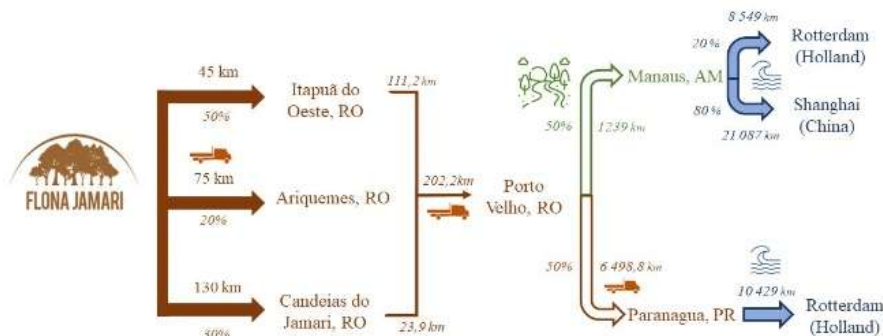 8 549 km
20%
Rotterdam
(Holland)
45 km
Itapuã do
Oeste, RO
111,2 km
50%
Manaus, AM
80%
Shanghai
(China)
21 087 km
50%
1239 km
FLONA JAMARI
75 km
Ariquemes, RO
20%
202,2km
Porto
Velho, RO
130 km
Candeias do
Jamari, RO
30%
23,9 km
50%
6 498,8 km
Paranagua, PR
10 429 km
Rotterdam
(Holland)